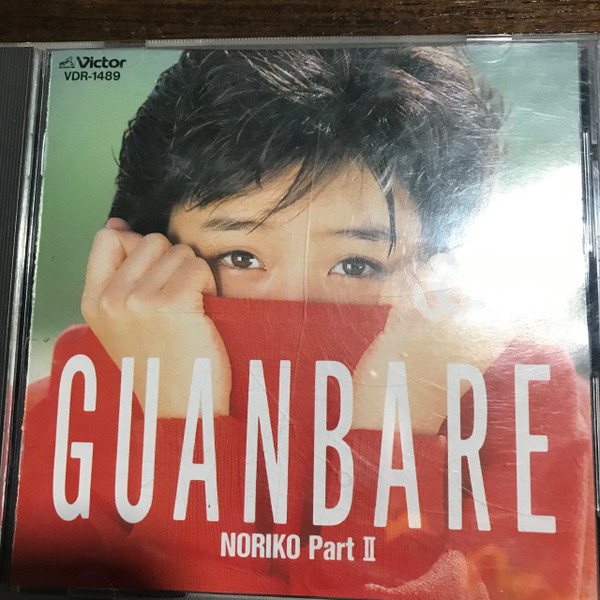 Victor
VDR-1489
GUANBARE
NORIKO Part II